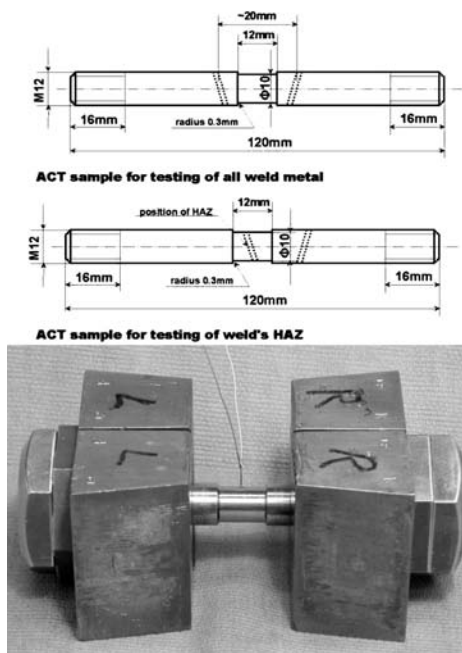 ~20mm
12mm
M12
Φ10
16mm
radius 0.3mm
16mm
120mm
ACT sample for testing of all weld metal
12mm
position of HAZ
M12
Φ10
16mm
radius 0.3mm
16mm
120mm
ACT sample for testing of weld's HAZ
L R
L R